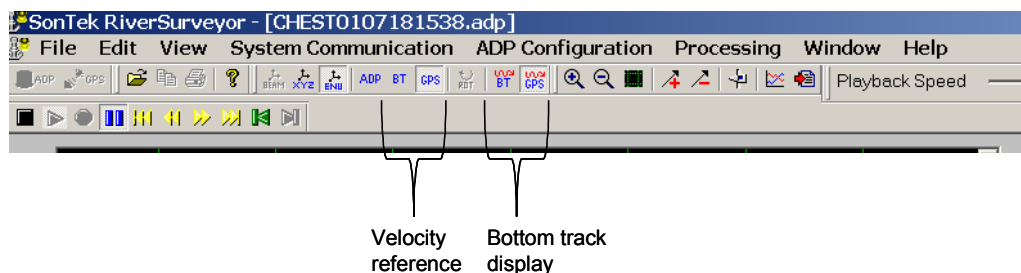 SonTek RiverSurveyor - [CHEST0107181538.adp]
File Edit View System Communication ADP Configuration Processing Window Help
ADP GPS BEAM XYZ ENU ADP BT GPS BT GPS Playback Speed
Velocity reference
Bottom track display